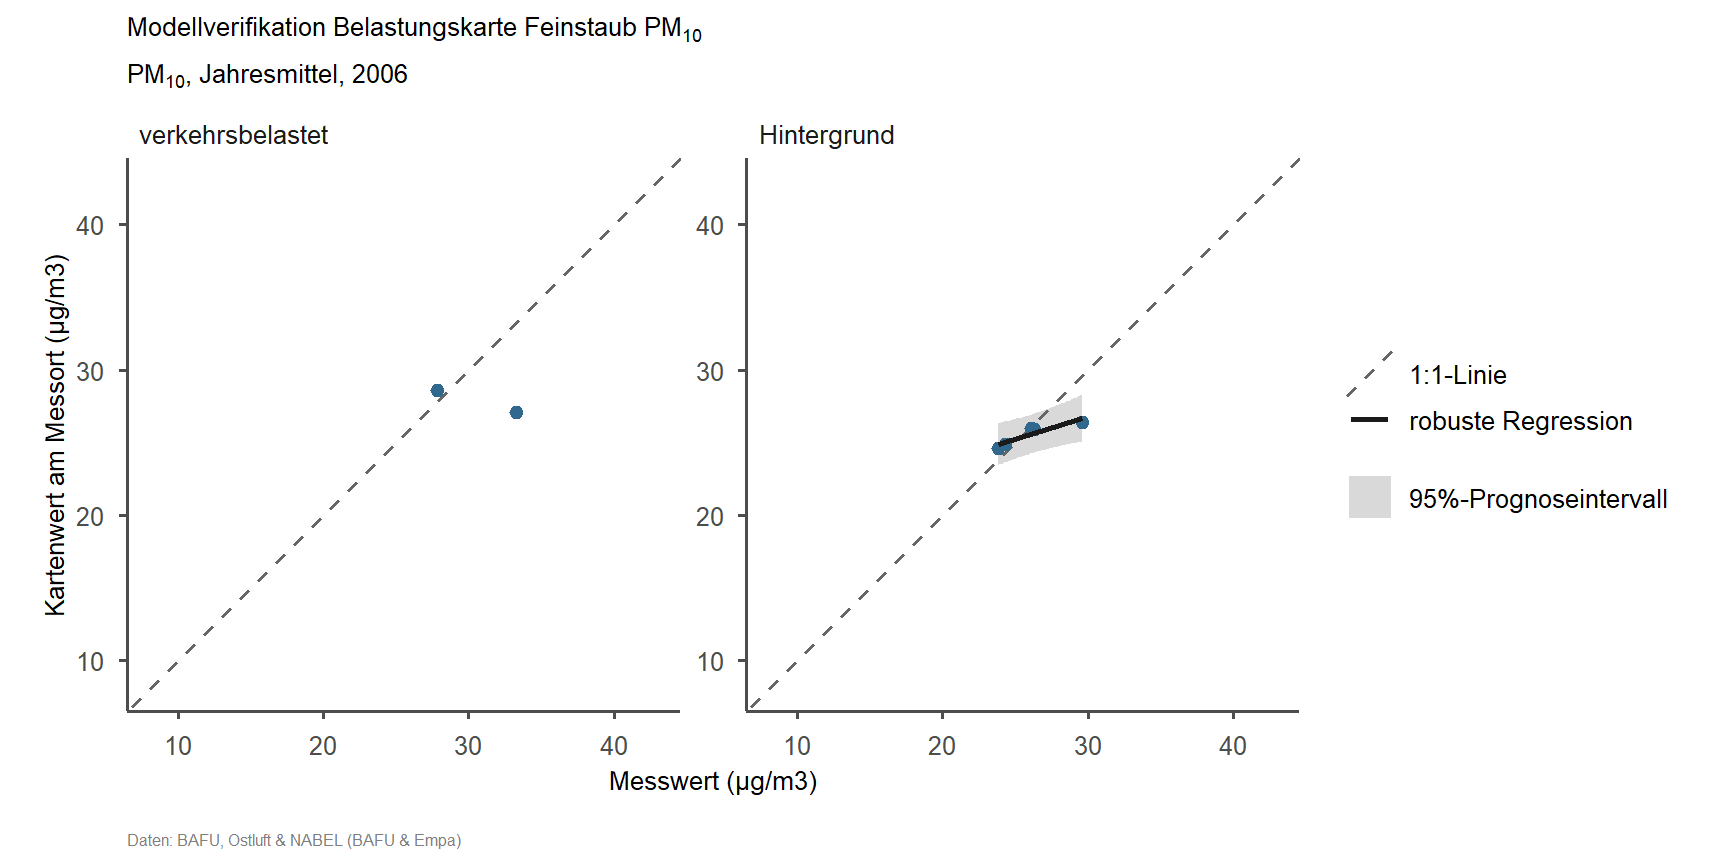 Modellverifikation Belastungskarte Feinstaub PM10
PM10, Jahresmittel, 2006
verkehrsbelastet
Hintergrund
Kartenwert am Messort (µg/m3)
40
30
20
10
40
30
20
10
10 20 30 40
10 20 30 40
Messwert (µg/m3)
1:1-Linie
robuste Regression
95%-Prognoseintervall
Daten: BAFU, Ostluft & NABEL (BAFU & Empa)